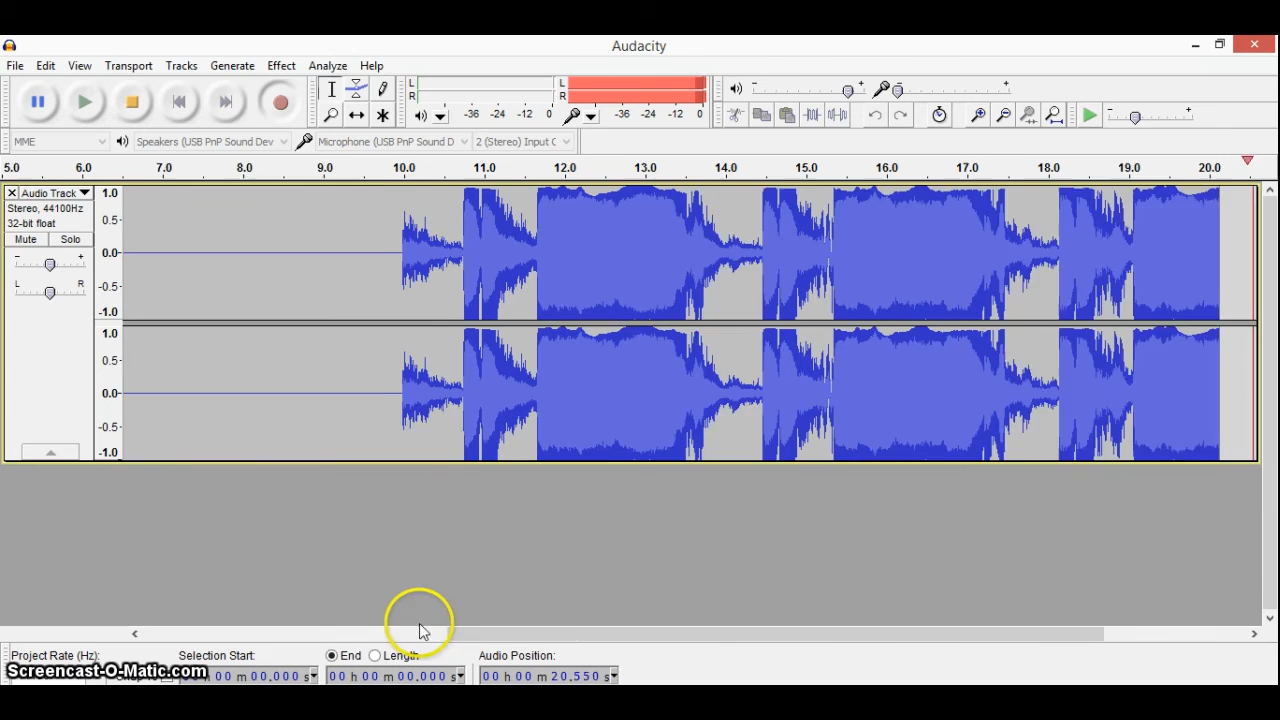 Audacity
File Edit View Transport Tracks Generate Effect Analyze Help
L L
R R
-36 -24 -12 0 -36 -24 -12 0
MME Speakers (USB PnP Sound Dev Microphone (USB PnP Sound D 2 (Stereo) Input C
5.0 6.0 7.0 8.0 9.0 10.0 11.0 12.0 13.0 14.0 15.0 16.0 17.0 18.0 19.0 20.0
Audio Track 1.0
Stereo, 44100Hz
32-bit float 0.5
Mute Solo
0.0
- +
L R -0.5
-1.0
1.0
0.5
0.0
-0.5
-1.0
Project Rate (Hz): Selection Start: End Length Audio Position:
00 h 00 m 00.000 s 00 h 00 m 00.000 s 00 h 00 m 20.550 s
Screencast-O-Matic.com